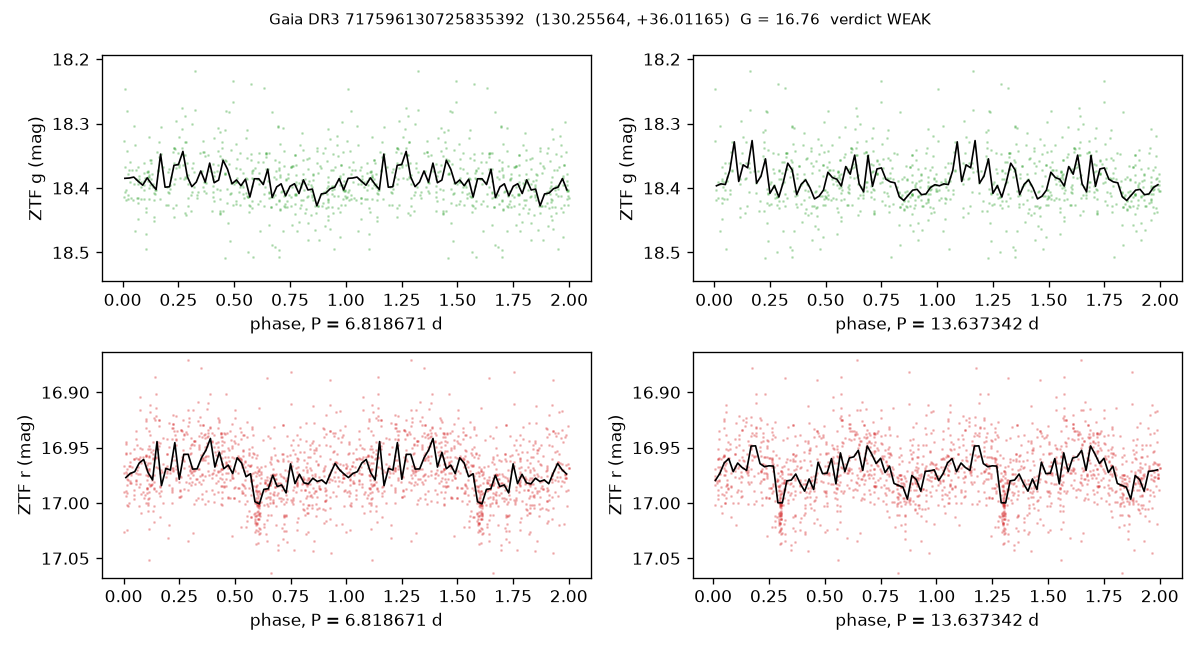 Gaia DR3 717596130725835392  (130.25564, +36.01165)  G = 16.76  verdict WEAK
18.2
18.3
18.4
18.5
ZTF g (mag)
0.00 0.25 0.50 0.75 1.00 1.25 1.50 1.75 2.00
phase, P = 6.818671 d
18.2
18.3
18.4
18.5
ZTF g (mag)
0.00 0.25 0.50 0.75 1.00 1.25 1.50 1.75 2.00
phase, P = 13.637342 d
16.90
16.95
17.00
17.05
ZTF r (mag)
0.00 0.25 0.50 0.75 1.00 1.25 1.50 1.75 2.00
phase, P = 6.818671 d
16.90
16.95
17.00
17.05
ZTF r (mag)
0.00 0.25 0.50 0.75 1.00 1.25 1.50 1.75 2.00
phase, P = 13.637342 d